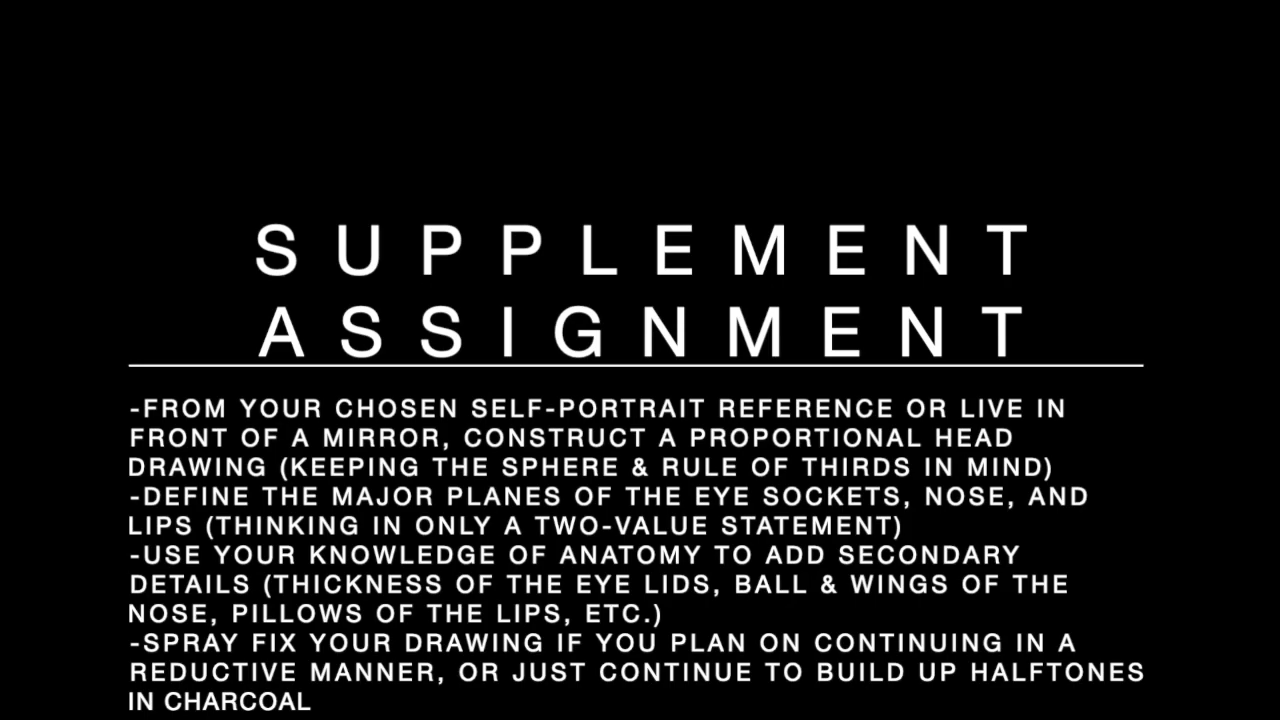 SUPPLEMENT
ASSIGNMENT
-FROM YOUR CHOSEN SELF-PORTRAIT REFERENCE OR LIVE IN
FRONT OF A MIRROR, CONSTRUCT A PROPORTIONAL HEAD
DRAWING (KEEPING THE SPHERE & RULE OF THIRDS IN MIND)
-DEFINE THE MAJOR PLANES OF THE EYE SOCKETS, NOSE, AND
LIPS (THINKING IN ONLY A TWO-VALUE STATEMENT)
-USE YOUR KNOWLEDGE OF ANATOMY TO ADD SECONDARY
DETAILS (THICKNESS OF THE EYE LIDS, BALL & WINGS OF THE
NOSE, PILLOWS OF THE LIPS, ETC.)
-SPRAY FIX YOUR DRAWING IF YOU PLAN ON CONTINUING IN A
REDUCTIVE MANNER, OR JUST CONTINUE TO BUILD UP HALFTONES
IN CHARCOAL